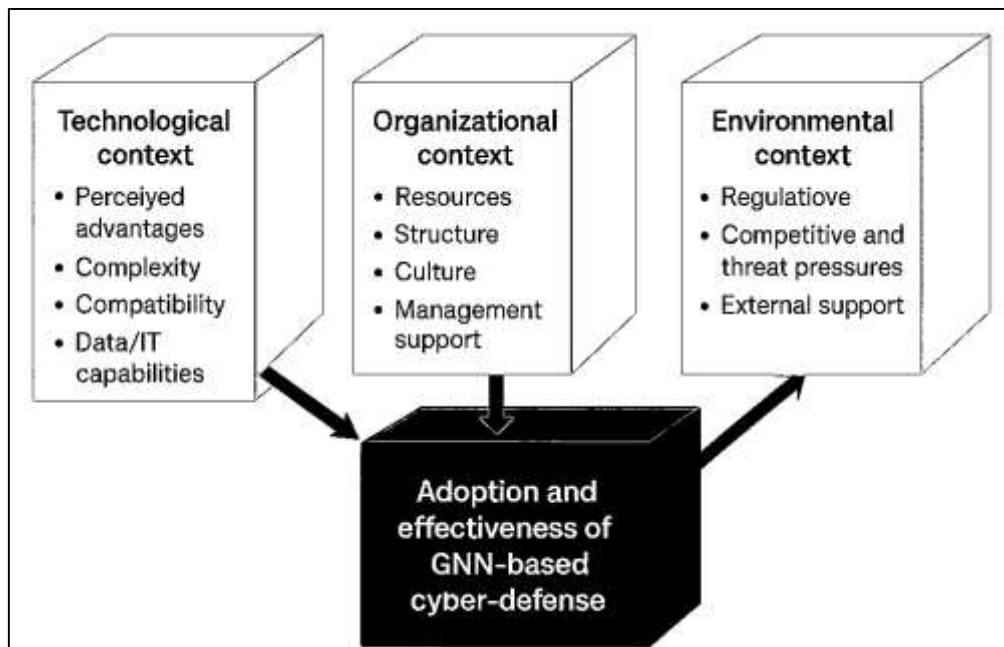 Technological
context
• Perceiyed
advantages
• Complexity
• Compatibility
• Data/IT
capabilities
Organizational
context
• Resources
• Structure
• Culture
• Management
support
Environmental
context
• Regulatiove
• Competitive and
threat pressures
• External support
Adoption and
effectiveness of
GNN-based
cyber-defense